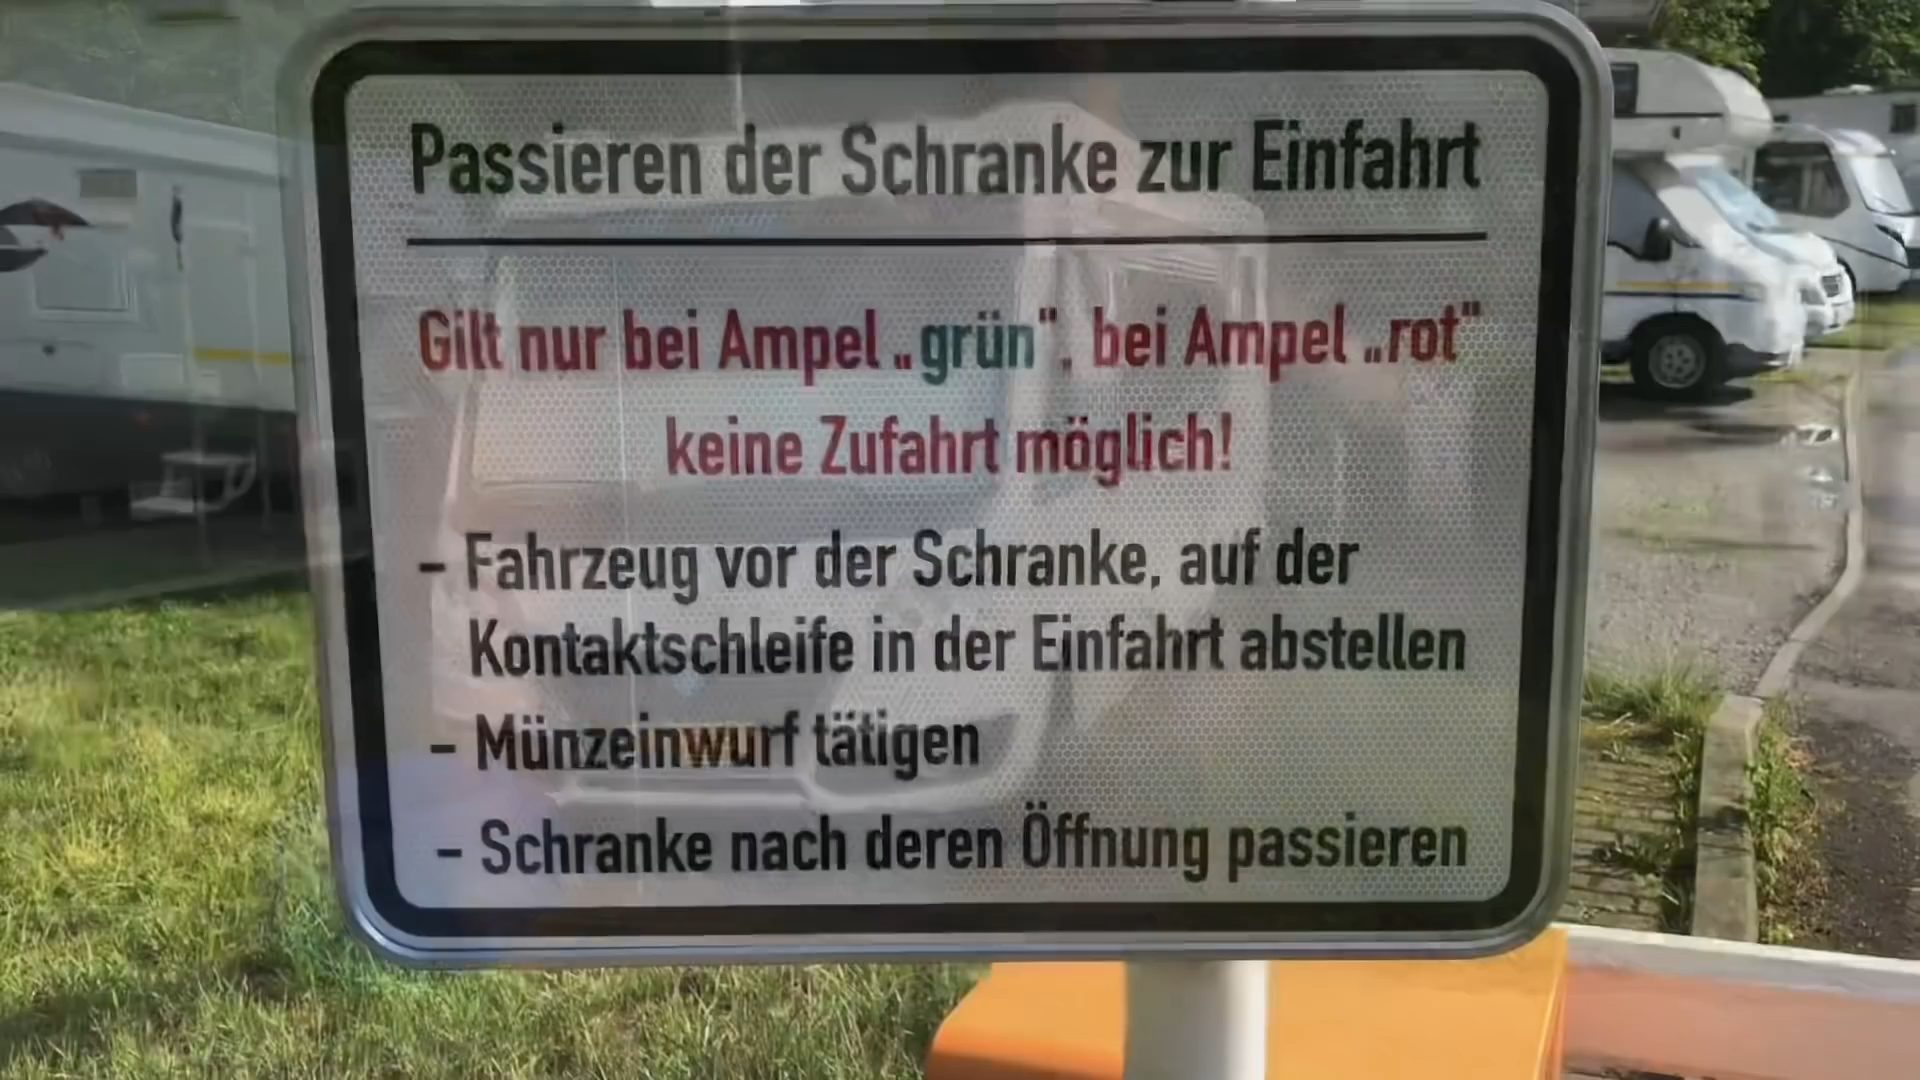 Passieren der Schranke zur Einfahrt
Gilt nur bei Ampel „grün", bei Ampel „rot"
keine Zufahrt möglich!
- Fahrzeug vor der Schranke, auf der
Kontaktschleife in der Einfahrt abstellen
- Münzeinwurf tätigen
- Schranke nach deren Öffnung passieren